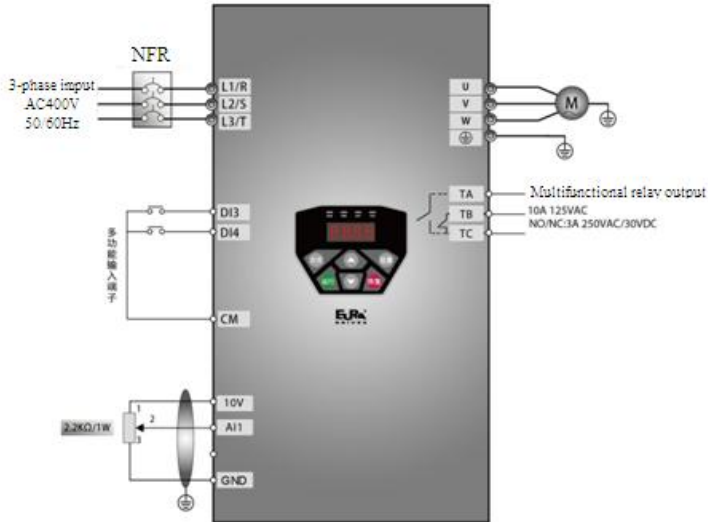 NFR
3-phase imput
AC400V
50/60Hz
L1/R
L2/S
L3/T
U
V
W
M
TA
TB
TC
Multifunctional relay output
10A 125VAC
NO/NC:3A 250VAC/30VDC
DI3
DI4
多功能输入端子
CM
EURA
DRIVES
10V
1
2.2KΩ/1W
2
AI1
3
GND